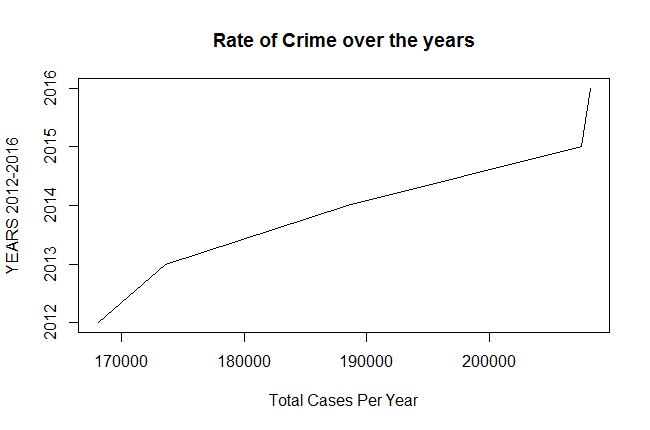 Rate of Crime over the years
YEARS 2012-2016
2016
2015
2014
2013
2012
170000 180000 190000 200000
Total Cases Per Year